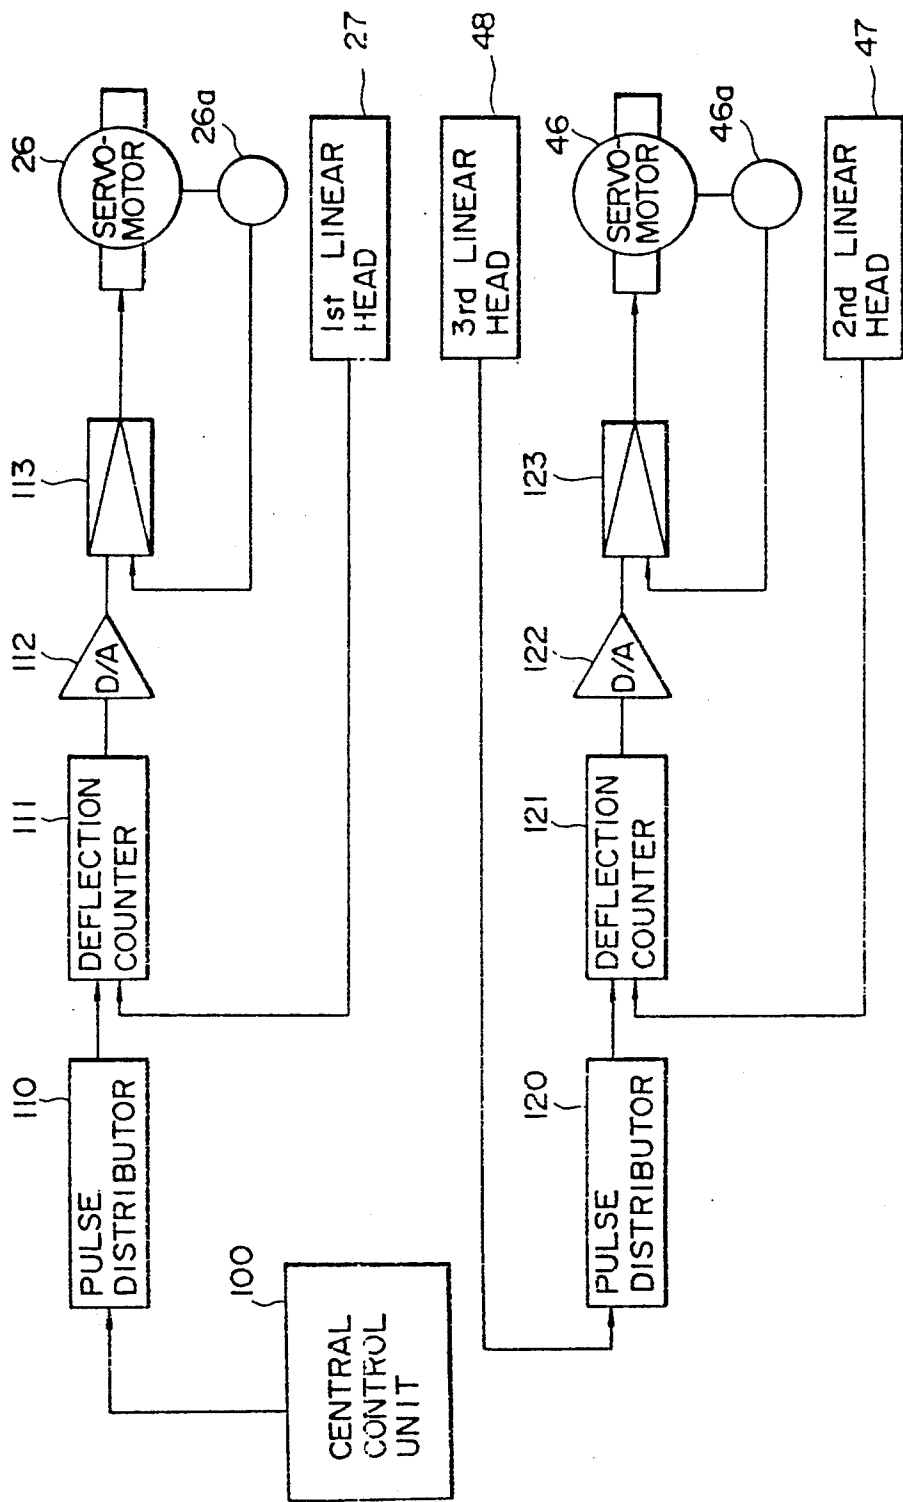 26
SERVO-
MOTOR
26a
27
1st LINEAR
HEAD
113
112
D/A
111
DEFLECTION
COUNTER
110
PULSE
DISTRIBUTOR
100
CENTRAL
CONTROL
UNIT
48
3rd LINEAR
HEAD
46
SERVO-
MOTOR
46a
47
2nd LINEAR
HEAD
123
122
D/A
121
DEFLECTION
COUNTER
120
PULSE
DISTRIBUTOR